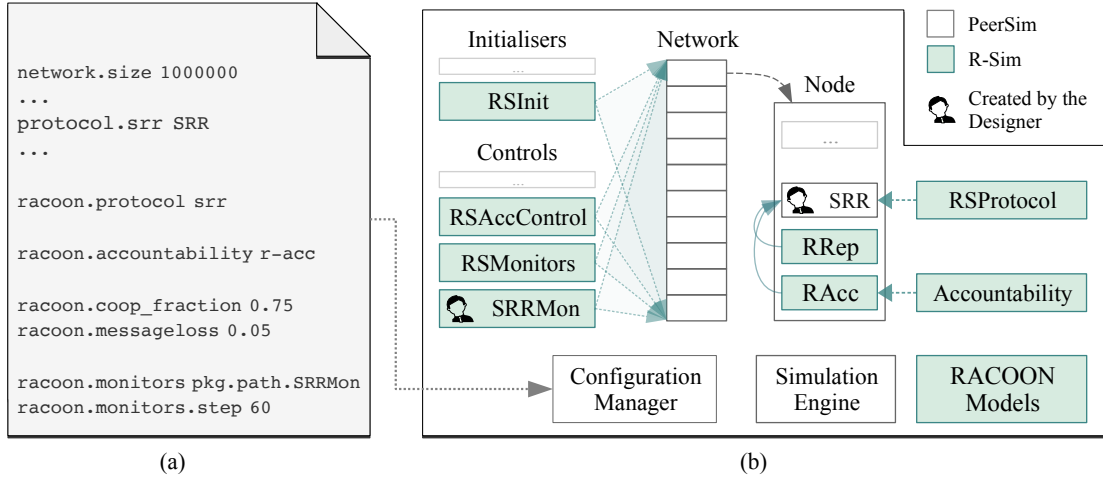 network.size 1000000
...
protocol.srr SRR
...
racoon.protocol srr
racoon.accountability r-acc
racoon.coop_fraction 0.75
racoon.messageloss 0.05
racoon.monitors pkg.path.SRRMon
racoon.monitors.step 60
(a)
Initialisers
...
RSInit
Controls
...
RSAccControl
RSMonitors
SRRMon
Network
Node
...
SRR
RRep
RAcc
PeerSim
R-Sim
Created by the
Designer
RSProtocol
Accountability
Configuration
Manager
Simulation
Engine
RACOON
Models
(b)